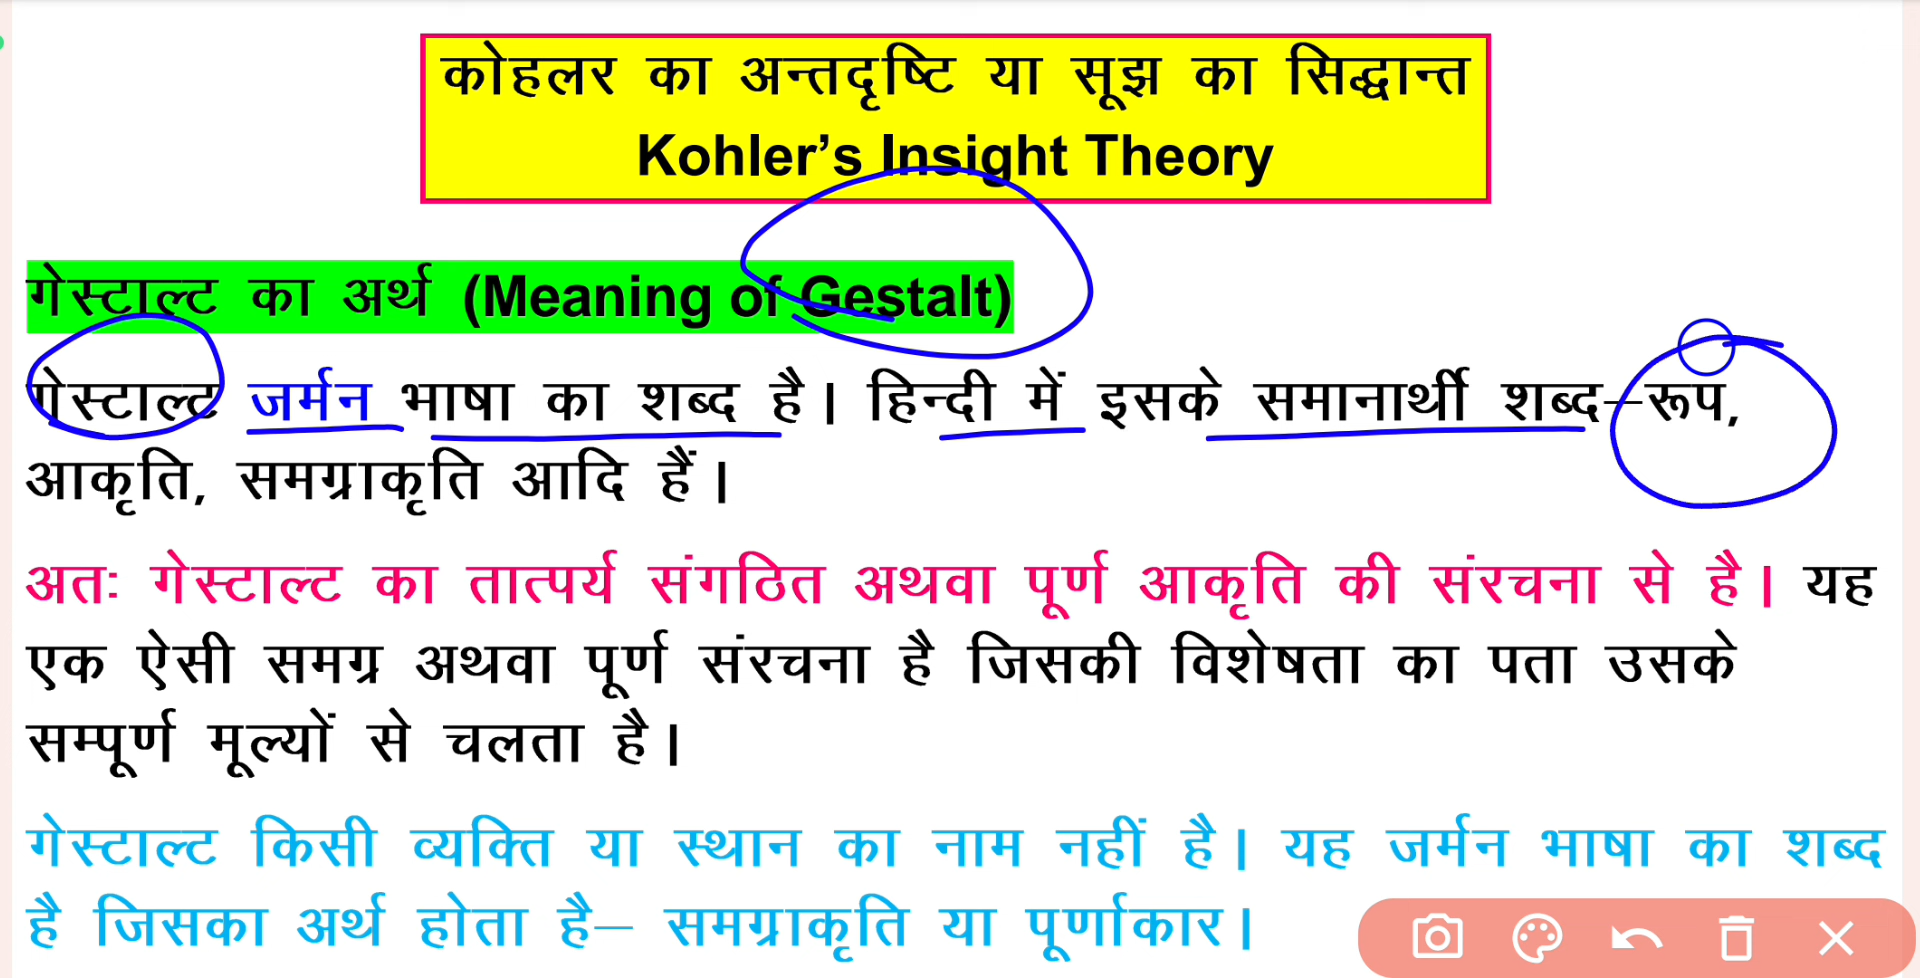 कोहलर का अन्तदृष्टि या सूझ का सिद्धान्त
Kohler's Insight Theory
गेस्टाल्ट का अर्थ (Meaning of Gestalt)
गेस्टाल्ट जर्मन भाषा का शब्द है। हिन्दी में इसके समानार्थी शब्द–रूप,
आकृति, समग्राकृति आदि हैं।
अतः गेस्टाल्ट का तात्पर्य संगठित अथवा पूर्ण आकृति की संरचना से है। यह
एक ऐसी समग्र अथवा पूर्ण संरचना है जिसकी विशेषता का पता उसके
सम्पूर्ण मूल्यों से चलता है।
गेस्टाल्ट किसी व्यक्ति या स्थान का नाम नहीं है। यह जर्मन भाषा का शब्द
है जिसका अर्थ होता है– समग्राकृति या पूर्णाकार।